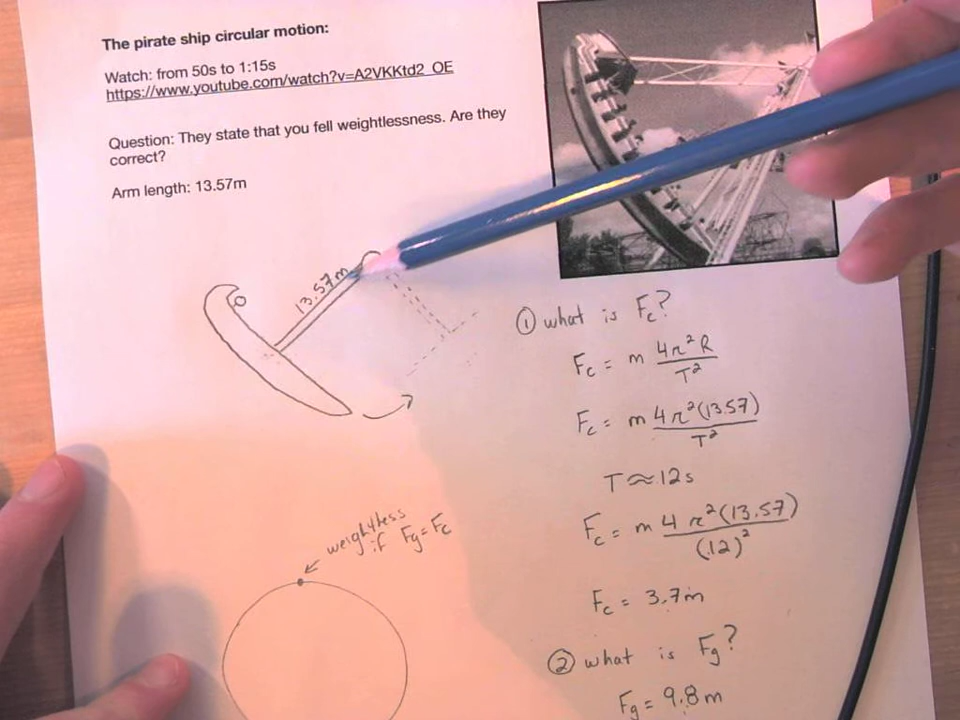 The pirate ship circular motion:
Watch: from 50s to 1:15s
https://www.youtube.com/watch?v=A2VKKtd2_OE
Question: They state that you fell weightlessness. Are they
correct?
Arm length: 13.57m
13.57m
① what is Fc?
Fc = m 4π²R / T²
Fc = m 4π²(13.57) / T²
T ≈ 12s
Fc = m 4π²(13.57) / (12)²
Fc = 3.7m
② what is Fg?
Fg = 9.8m
weightless
if Fg = Fc